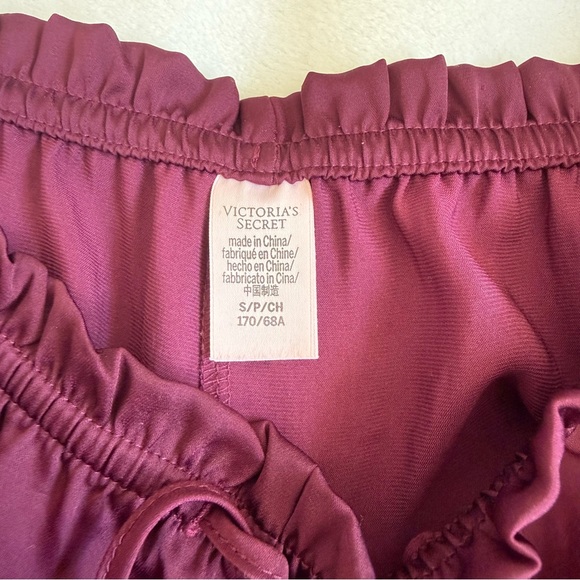 VICTORIA'S
SECRET
made in China/
fabriqué en Chine/
hecho en China/
fabbricato in Cina/
中国制造
S/P/CH
170/68A